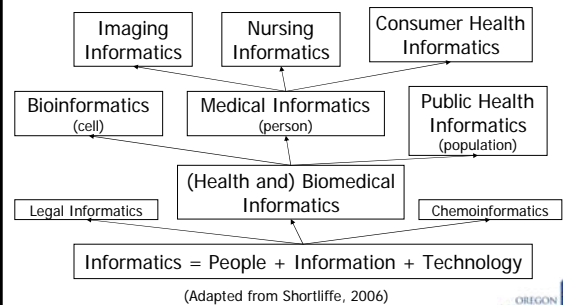 Imaging
Informatics
Nursing
Informatics
Consumer Health
Informatics
Bioinformatics
(cell)
Medical Informatics
(person)
Public Health
Informatics
(population)
(Health and) Biomedical
Informatics
Legal Informatics
Chemoinformatics
Informatics = People + Information + Technology
(Adapted from Shortliffe, 2006)
OREGON